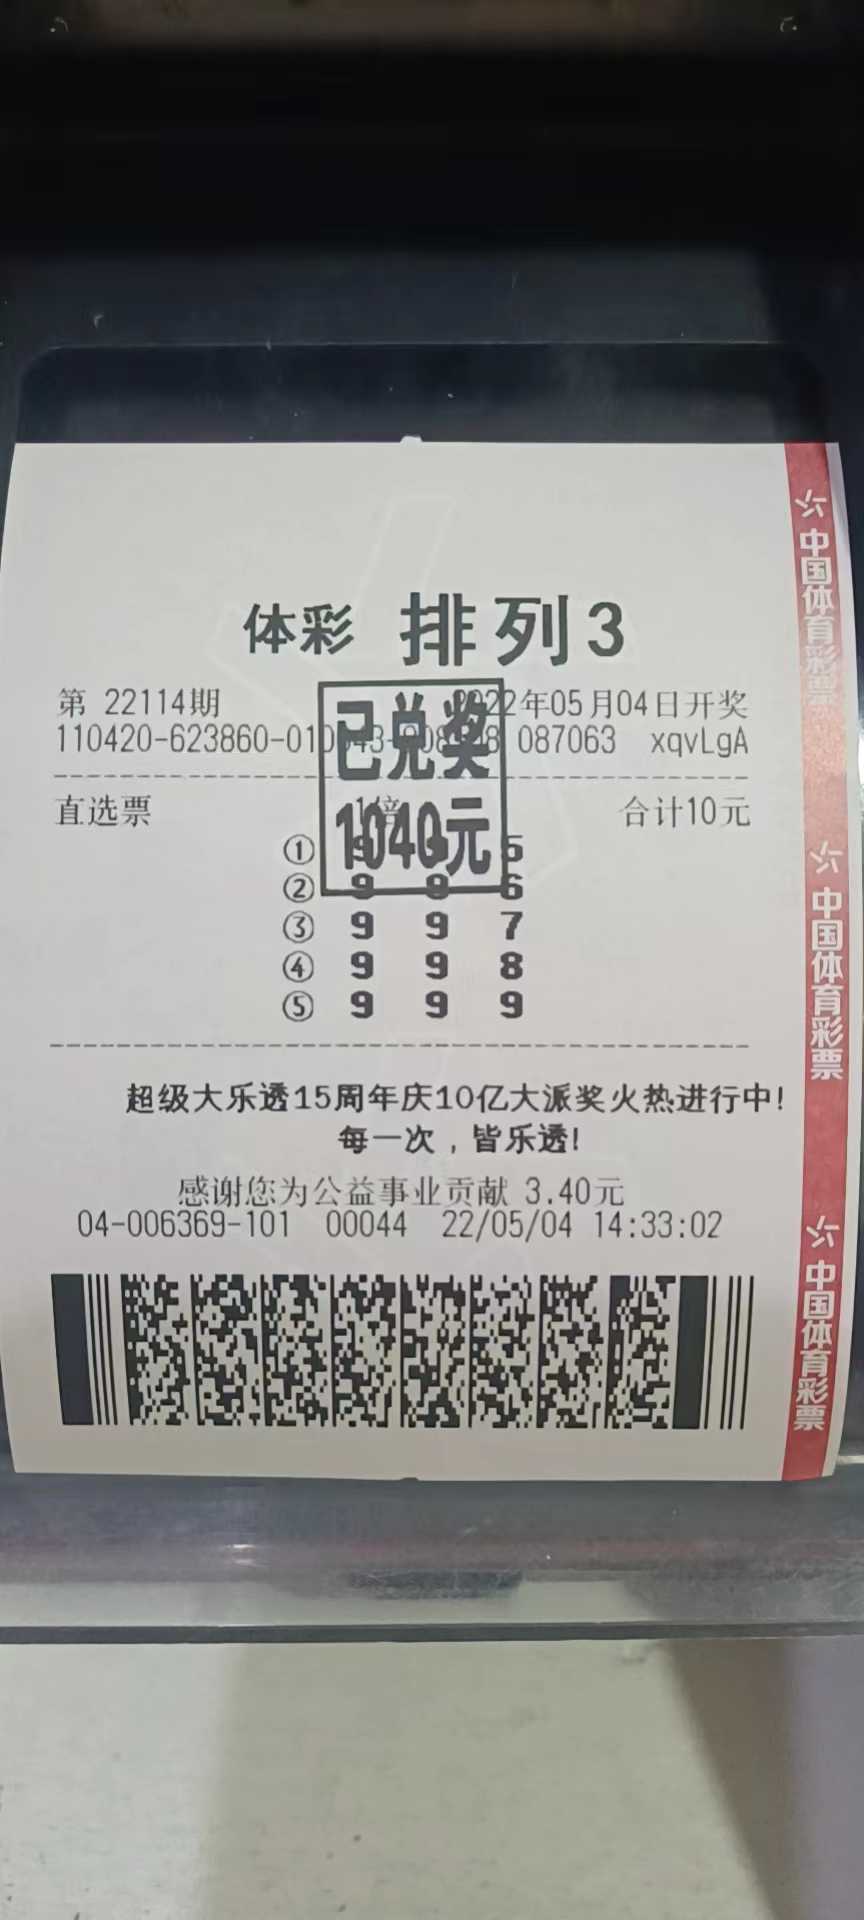 体彩 排列3
第 22114期 2022年05月04日开奖
110420-623860-010 087063 xqvLgA
已兑奖
1040元
直选票 1倍 合计10元
① 5
② 9 9 6
③ 9 9 7
④ 9 9 8
⑤ 9 9 9
超级大乐透15周年庆10亿大派奖火热进行中!
每一次，皆乐透!
感谢您为公益事业贡献 3.40元
04-006369-101 00044 22/05/04 14:33:02
中国体育彩票
中国体育彩票
中国体育彩票